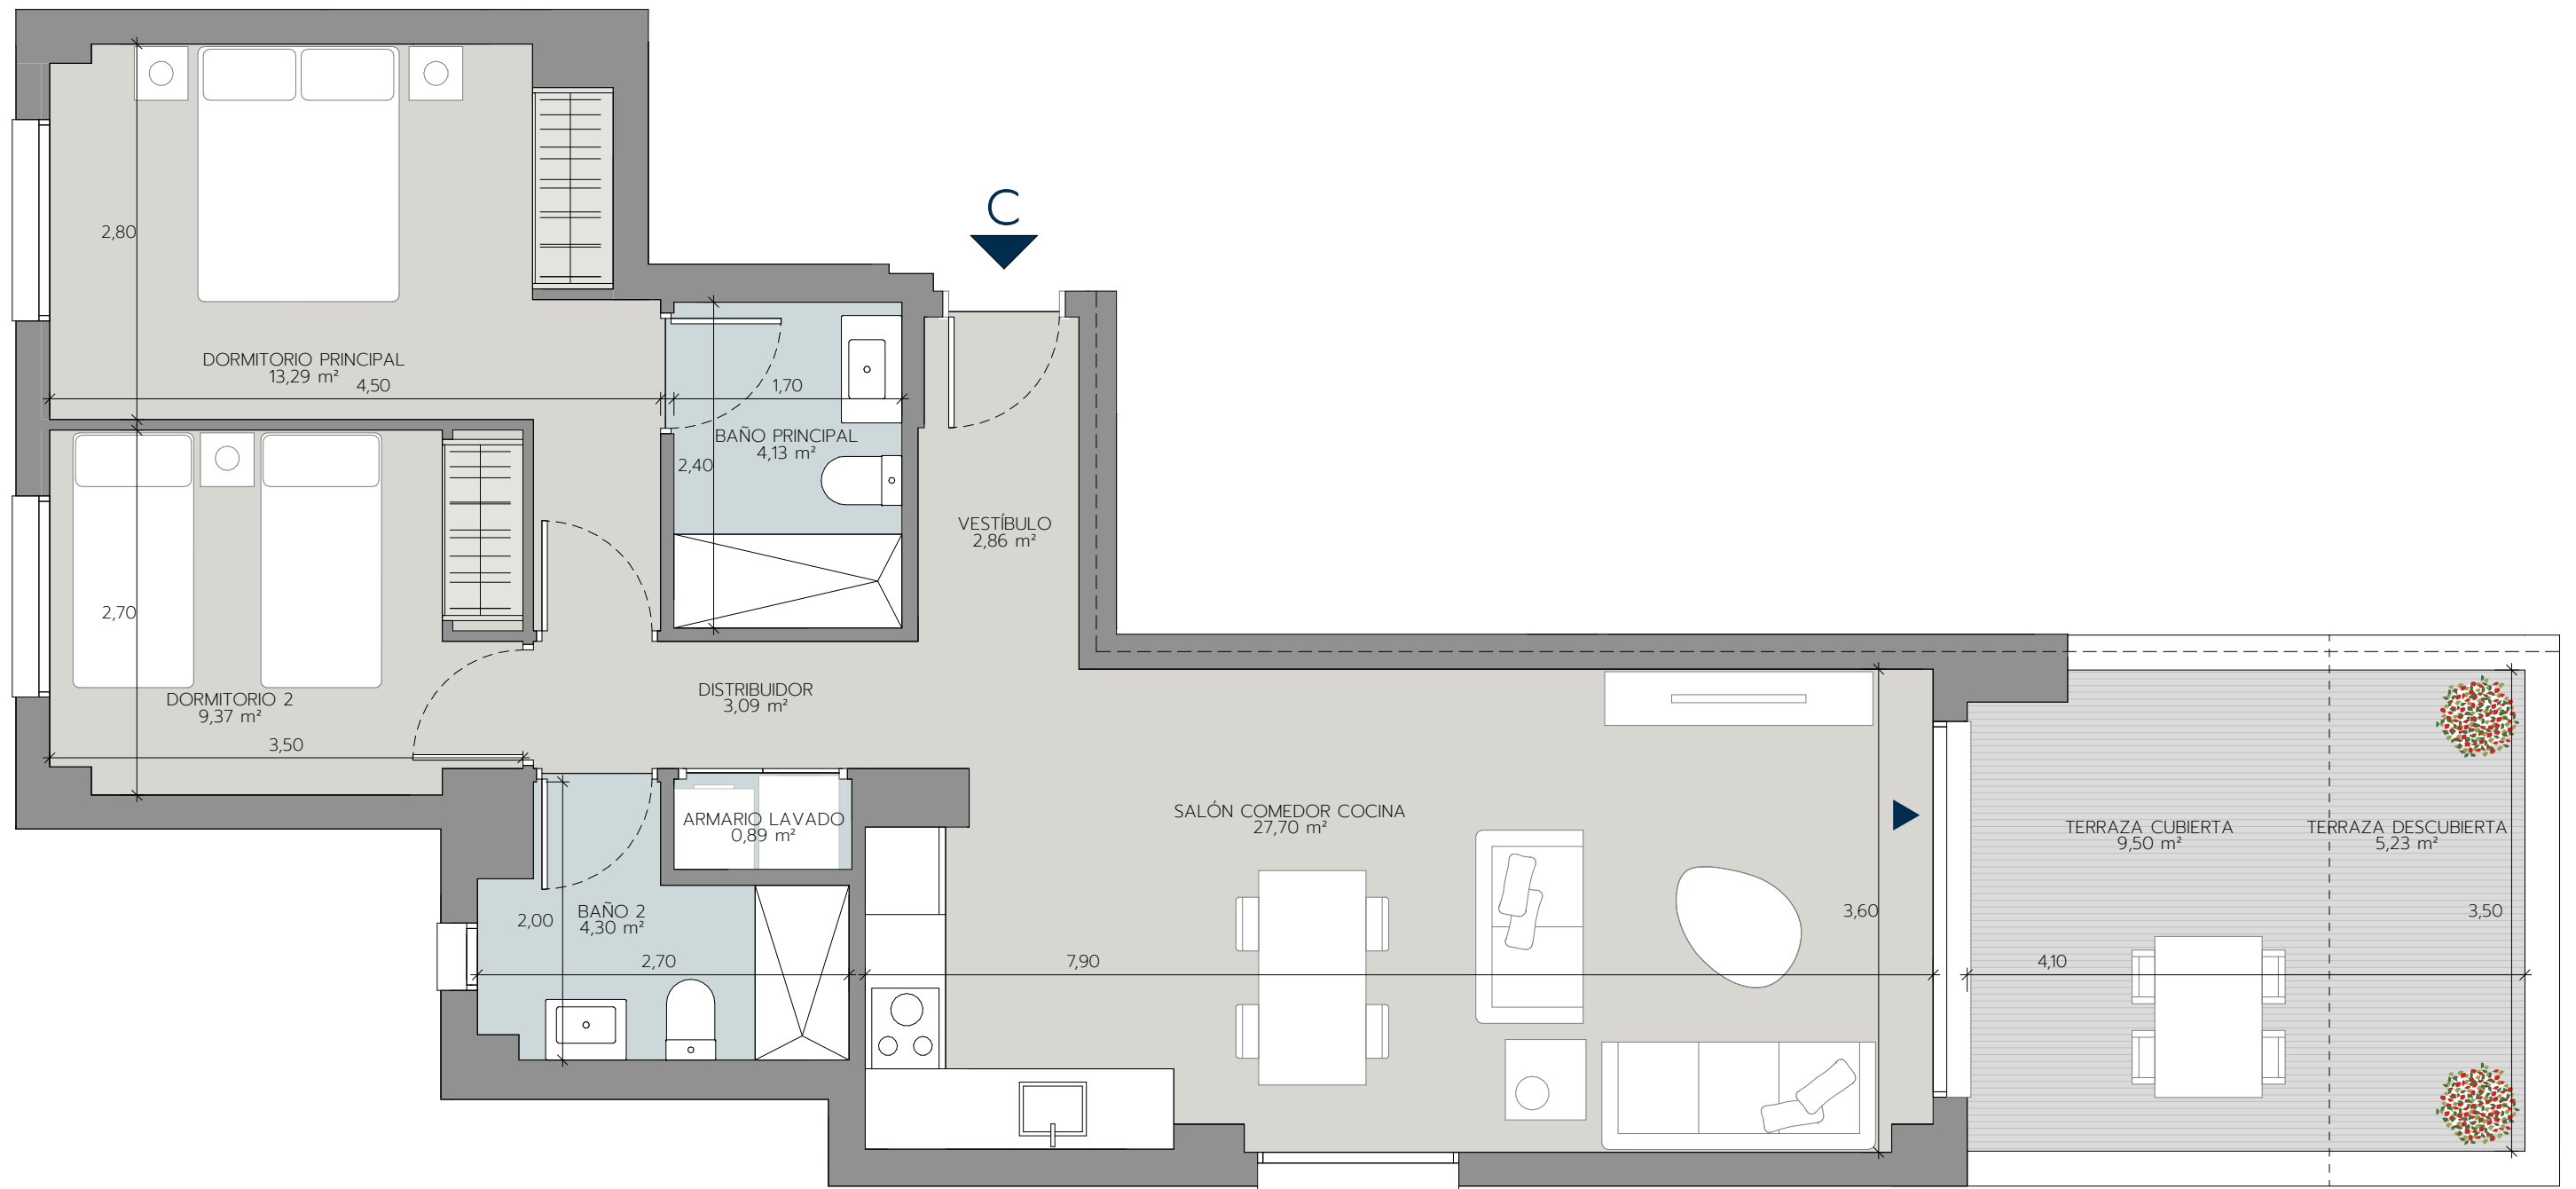 C
2,80
DORMITORIO PRINCIPAL
13,29 m²
4,50
1,70
BAÑO PRINCIPAL
4,13 m²
2,40
VESTÍBULO
2,86 m²
2,70
DORMITORIO 2
9,37 m²
3,50
DISTRIBUIDOR
3,09 m²
ARMARIO LAVADO
0,89 m²
SALÓN COMEDOR COCINA
27,70 m²
TERRAZA CUBIERTA
9,50 m²
TERRAZA DESCUBIERTA
5,23 m²
2,00
BAÑO 2
4,30 m²
3,60
3,50
2,70
7,90
4,10